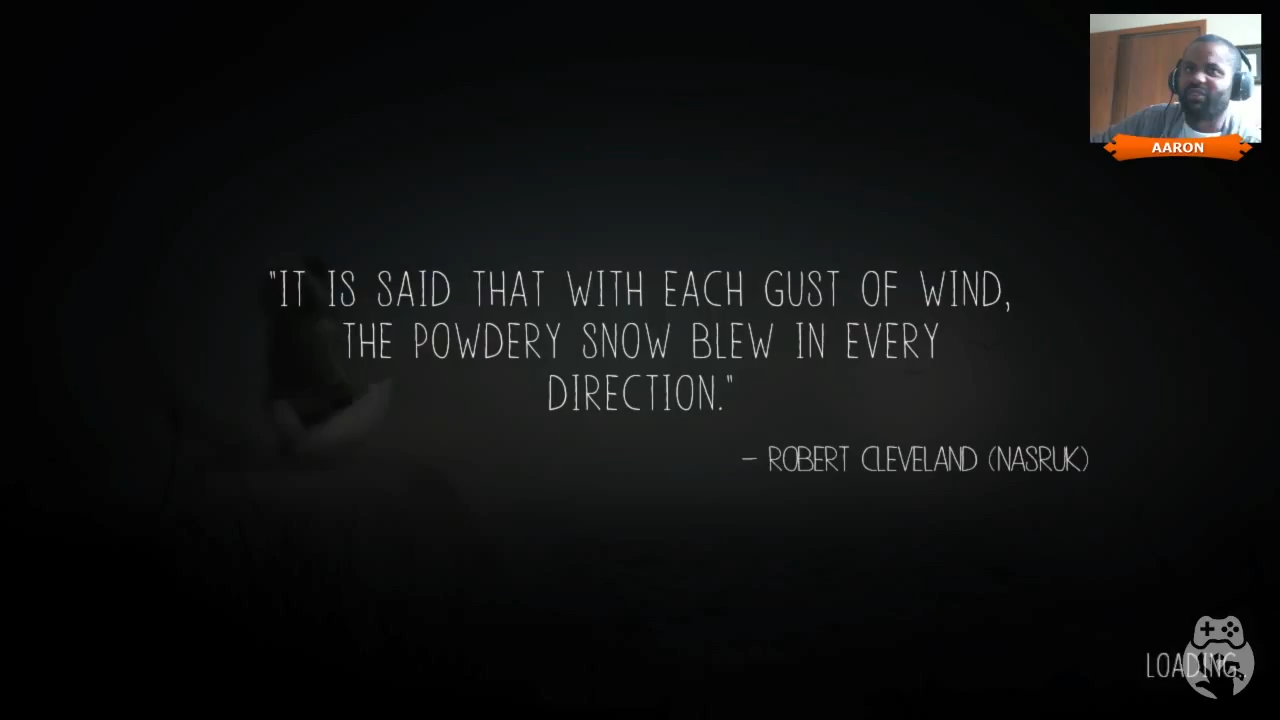 AARON
"IT IS SAID THAT WITH EACH GUST OF WIND,
THE POWDERY SNOW BLEW IN EVERY
DIRECTION."
– ROBERT CLEVELAND (NASRUK)
LOADING